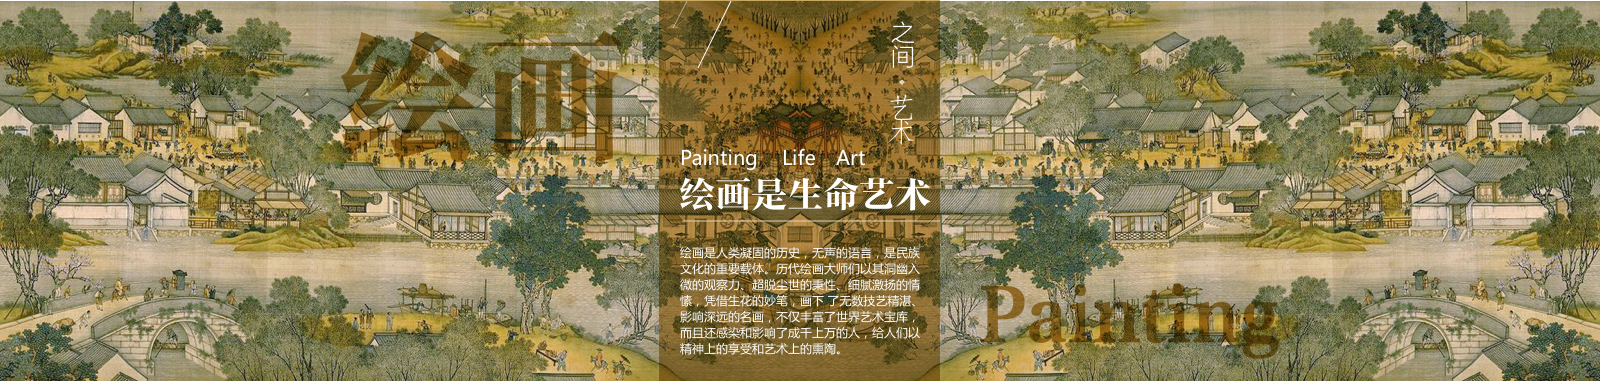 绘画
之间·艺术
Painting Life Art
绘画是生命艺术
绘画是人类凝固的历史，无声的语言，是民族
文化的重要载体。历代绘画大师们以其洞幽入
微的观察力、超脱尘世的秉性、细腻激扬的情
愫，凭借生花的妙笔，画下了无数技艺精湛、
影响深远的名画，不仅丰富了世界艺术宝库，
而且还感染和影响了成千上万的人，给人们以
精神上的享受和艺术上的熏陶。
Painting